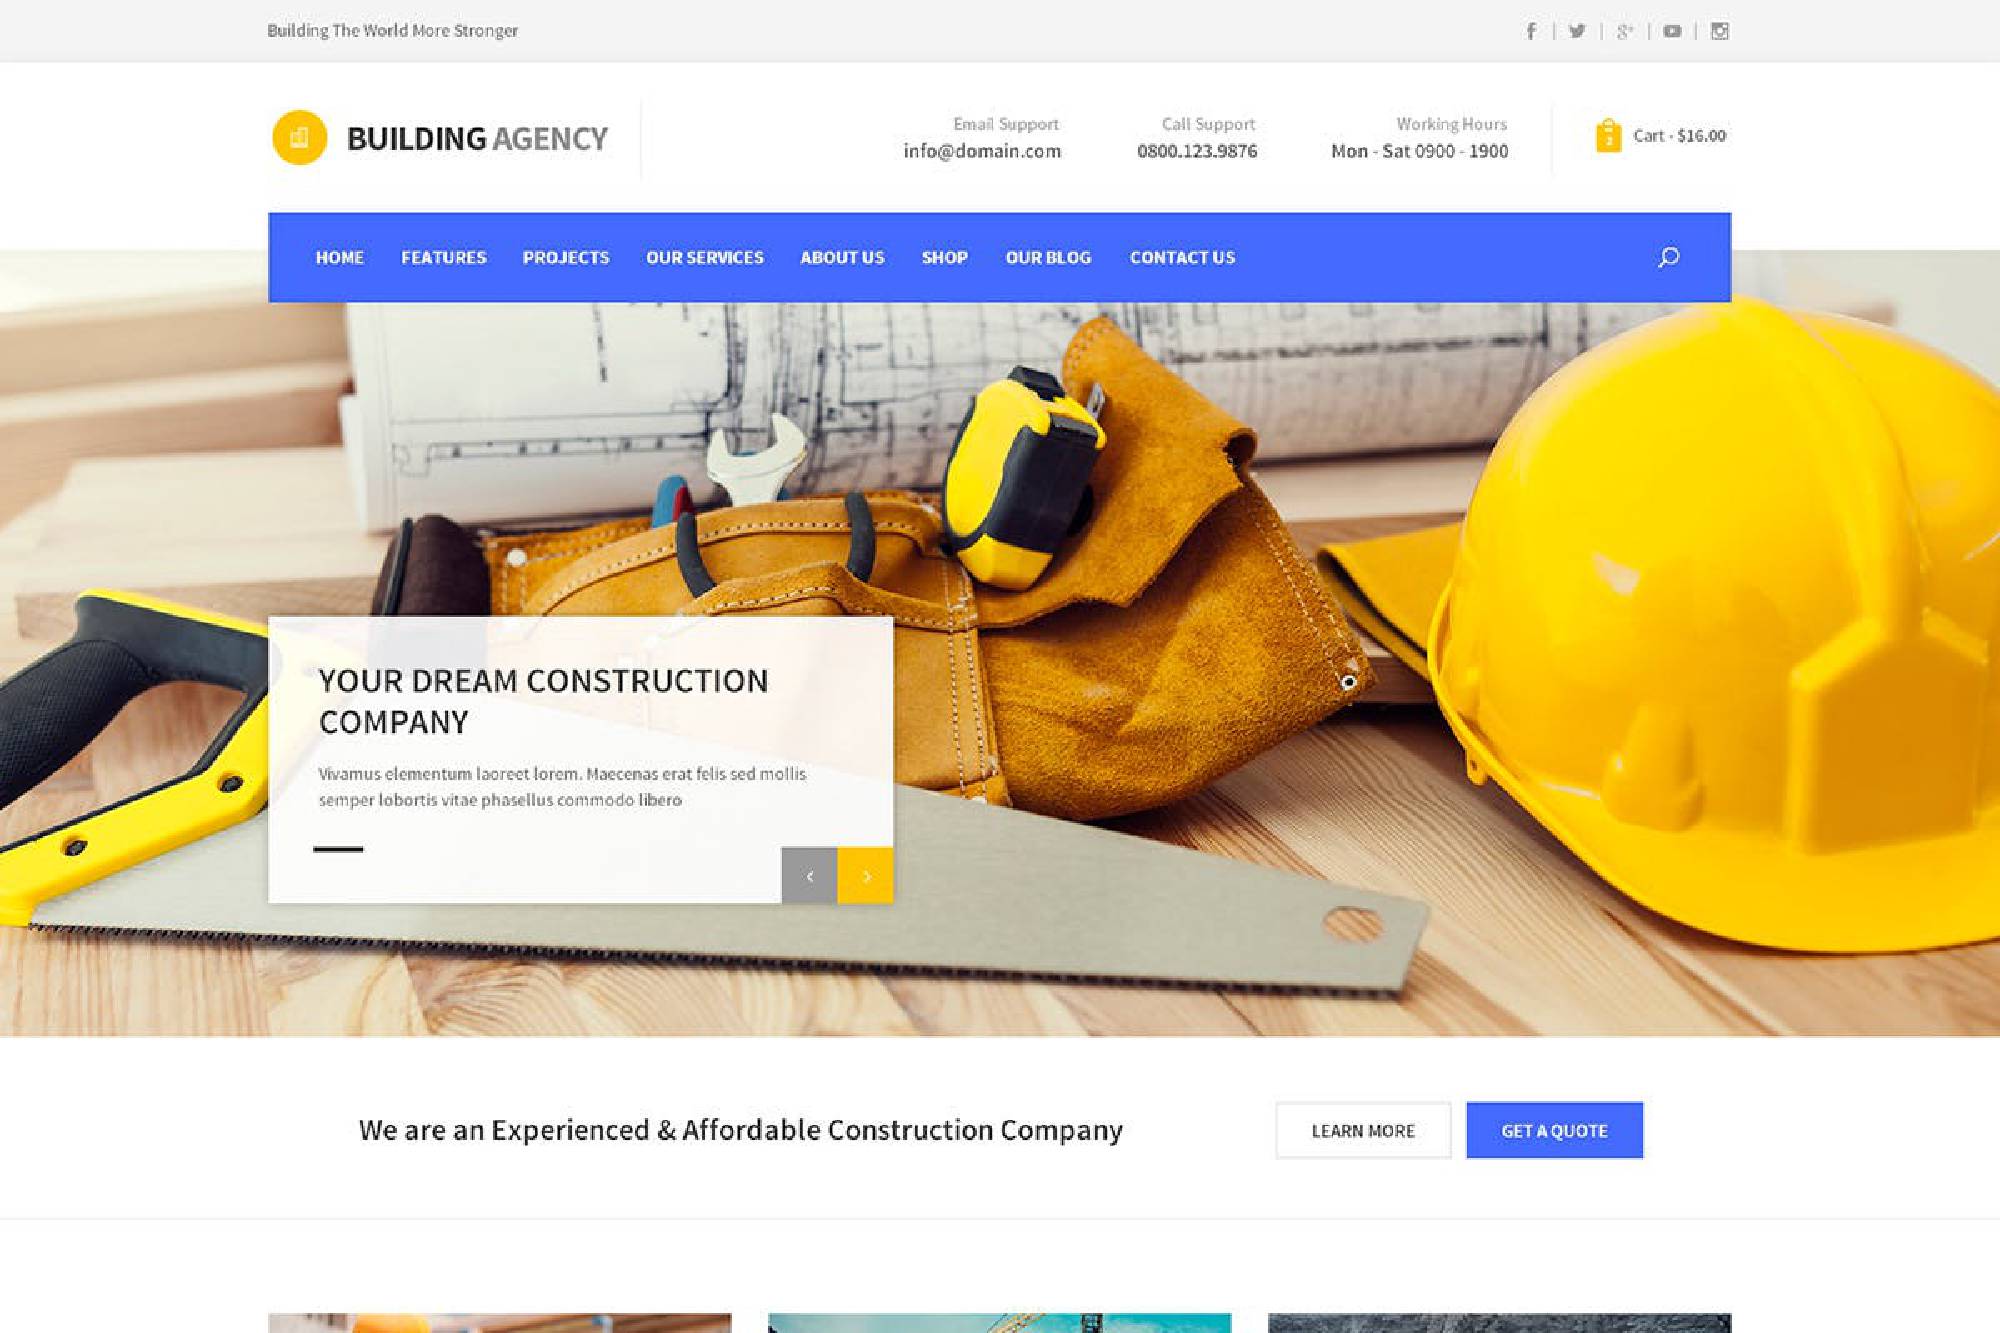 Building The World More Stronger
BUILDING AGENCY
Email Support
info@domain.com
Call Support
0800.123.9876
Working Hours
Mon - Sat 0900 - 1900
2
Cart - $16.00
HOME FEATURES PROJECTS OUR SERVICES ABOUT US SHOP OUR BLOG CONTACT US
YOUR DREAM CONSTRUCTION
COMPANY
Vivamus elementum laoreet lorem. Maecenas erat felis sed mollis
semper lobortis vitae phasellus commodo libero
We are an Experienced & Affordable Construction Company
LEARN MORE
GET A QUOTE